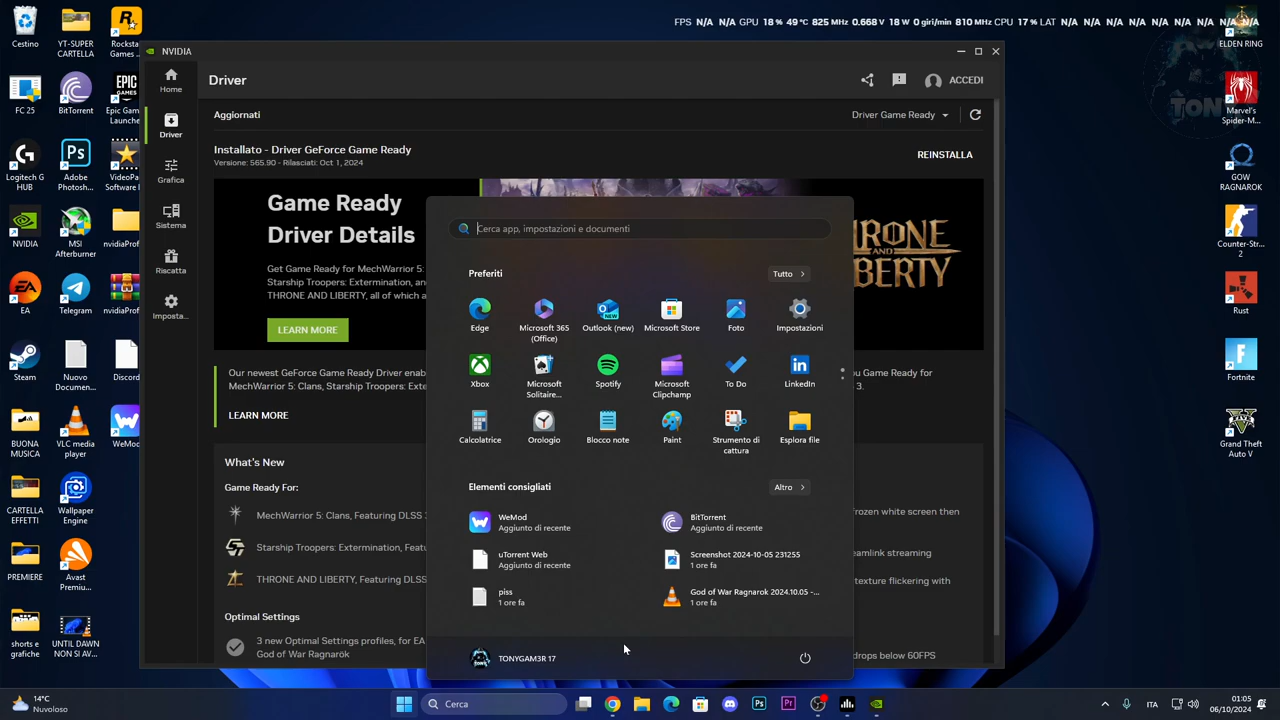 FPS N/A N/A GPU 18 % 49 °C 825 MHz 0.668 V 18 W 0 giri/min 810 MHz CPU 17 % LAT N/A N/A N/A N/A N/A N/A N/A N/A N/A
Cestino
YT-SUPER CARTELLA
Rockstar Games ...
ELDEN RING
FC 25
BitTorrent
Epic Games Launcher
Marvel's Spider-M...
Logitech G HUB
Adobe Photosh...
VideoPad Software
GOW RAGNAROK
NVIDIA
MSI Afterburner
nvidiaProf
Counter-Str... 2
EA
Telegram
nvidiaProf
Rust
Steam
Nuovo Documen...
Discord
Fortnite
BUONA MUSICA
VLC media player
WeMod
Grand Theft Auto V
CARTELLA EFFETTI
Wallpaper Engine
PREMIERE
Avast Premiu...
shorts e grafiche
UNTIL DAWN NON SI AV...
NVIDIA
Home
Driver
Grafica
Sistema
Riscatta
Imposta...
Driver
ACCEDI
Aggiornati
Driver Game Ready
Installato - Driver GeForce Game Ready
Versione: 565.90 - Rilasciati: Oct 1, 2024
REINSTALLA
Game Ready
Driver Details
Get Game Ready for MechWarrior 5:
Starship Troopers: Extermination, and
THRONE AND LIBERTY, all of which
LEARN MORE
THRONE
LIBERTY
Our newest GeForce Game Ready Driver
you Game Ready for
MechWarrior 5: Clans, Starship Troopers: Exter
3.
LEARN MORE
What's New
Game Ready For:
MechWarrior 5: Clans, Featuring DLSS
Starship Troopers: Extermination, Featu
THRONE AND LIBERTY, Featuring DLSS
frozen white screen then
streaming
texture flickering with
Optimal Settings
3 new Optimal Settings profiles, for EA
God of War Ragnarök
drops below 60FPS
Cerca app, impostazioni e documenti
Preferiti
Tutto
Edge
Microsoft 365 (Office)
Outlook (new)
Microsoft Store
Foto
Impostazioni
Xbox
Microsoft Solitaire...
Spotify
Microsoft Clipchamp
To Do
LinkedIn
Calcolatrice
Orologio
Blocco note
Paint
Strumento di cattura
Esplora file
Elementi consigliati
Altro
WeMod
Aggiunto di recente
BitTorrent
Aggiunto di recente
uTorrent Web
Aggiunto di recente
Screenshot 2024-10-05 231255
1 ore fa
piss
1 ore fa
God of War Ragnarok 2024.10.05 -...
1 ore fa
TONYGAM3R 17
14°C
Nuvoloso
Cerca
ITA
01:05
06/10/2024